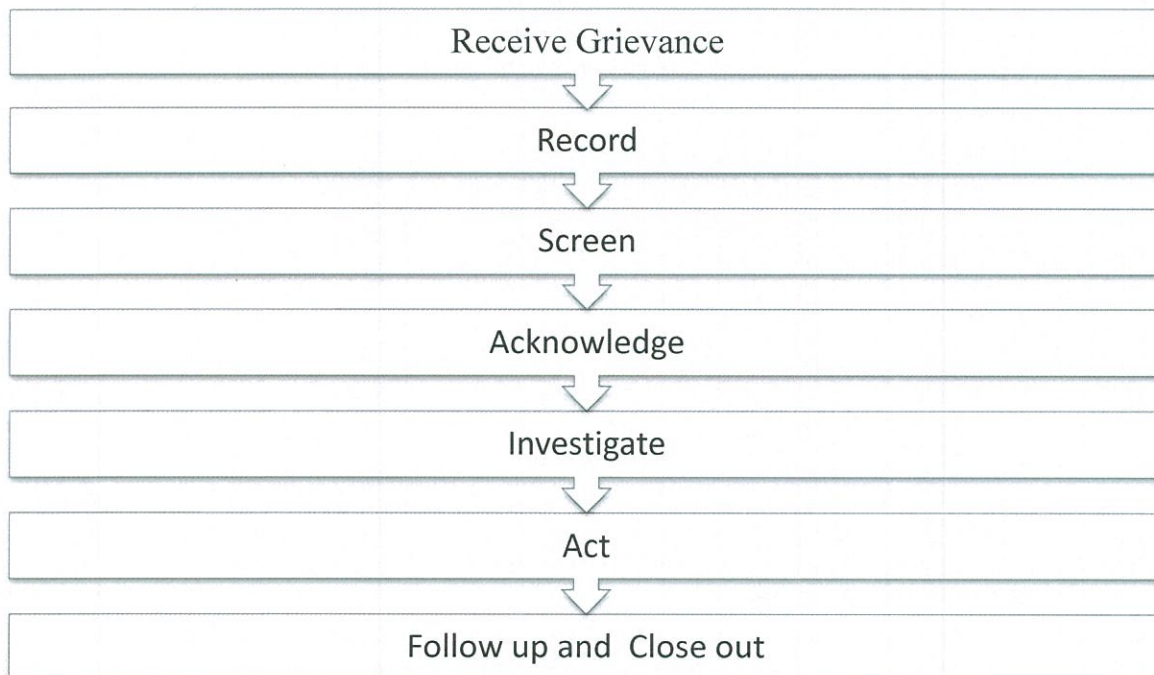 Receive Grievance
Record
Screen
Acknowledge
Investigate
Act
Follow up and  Close out